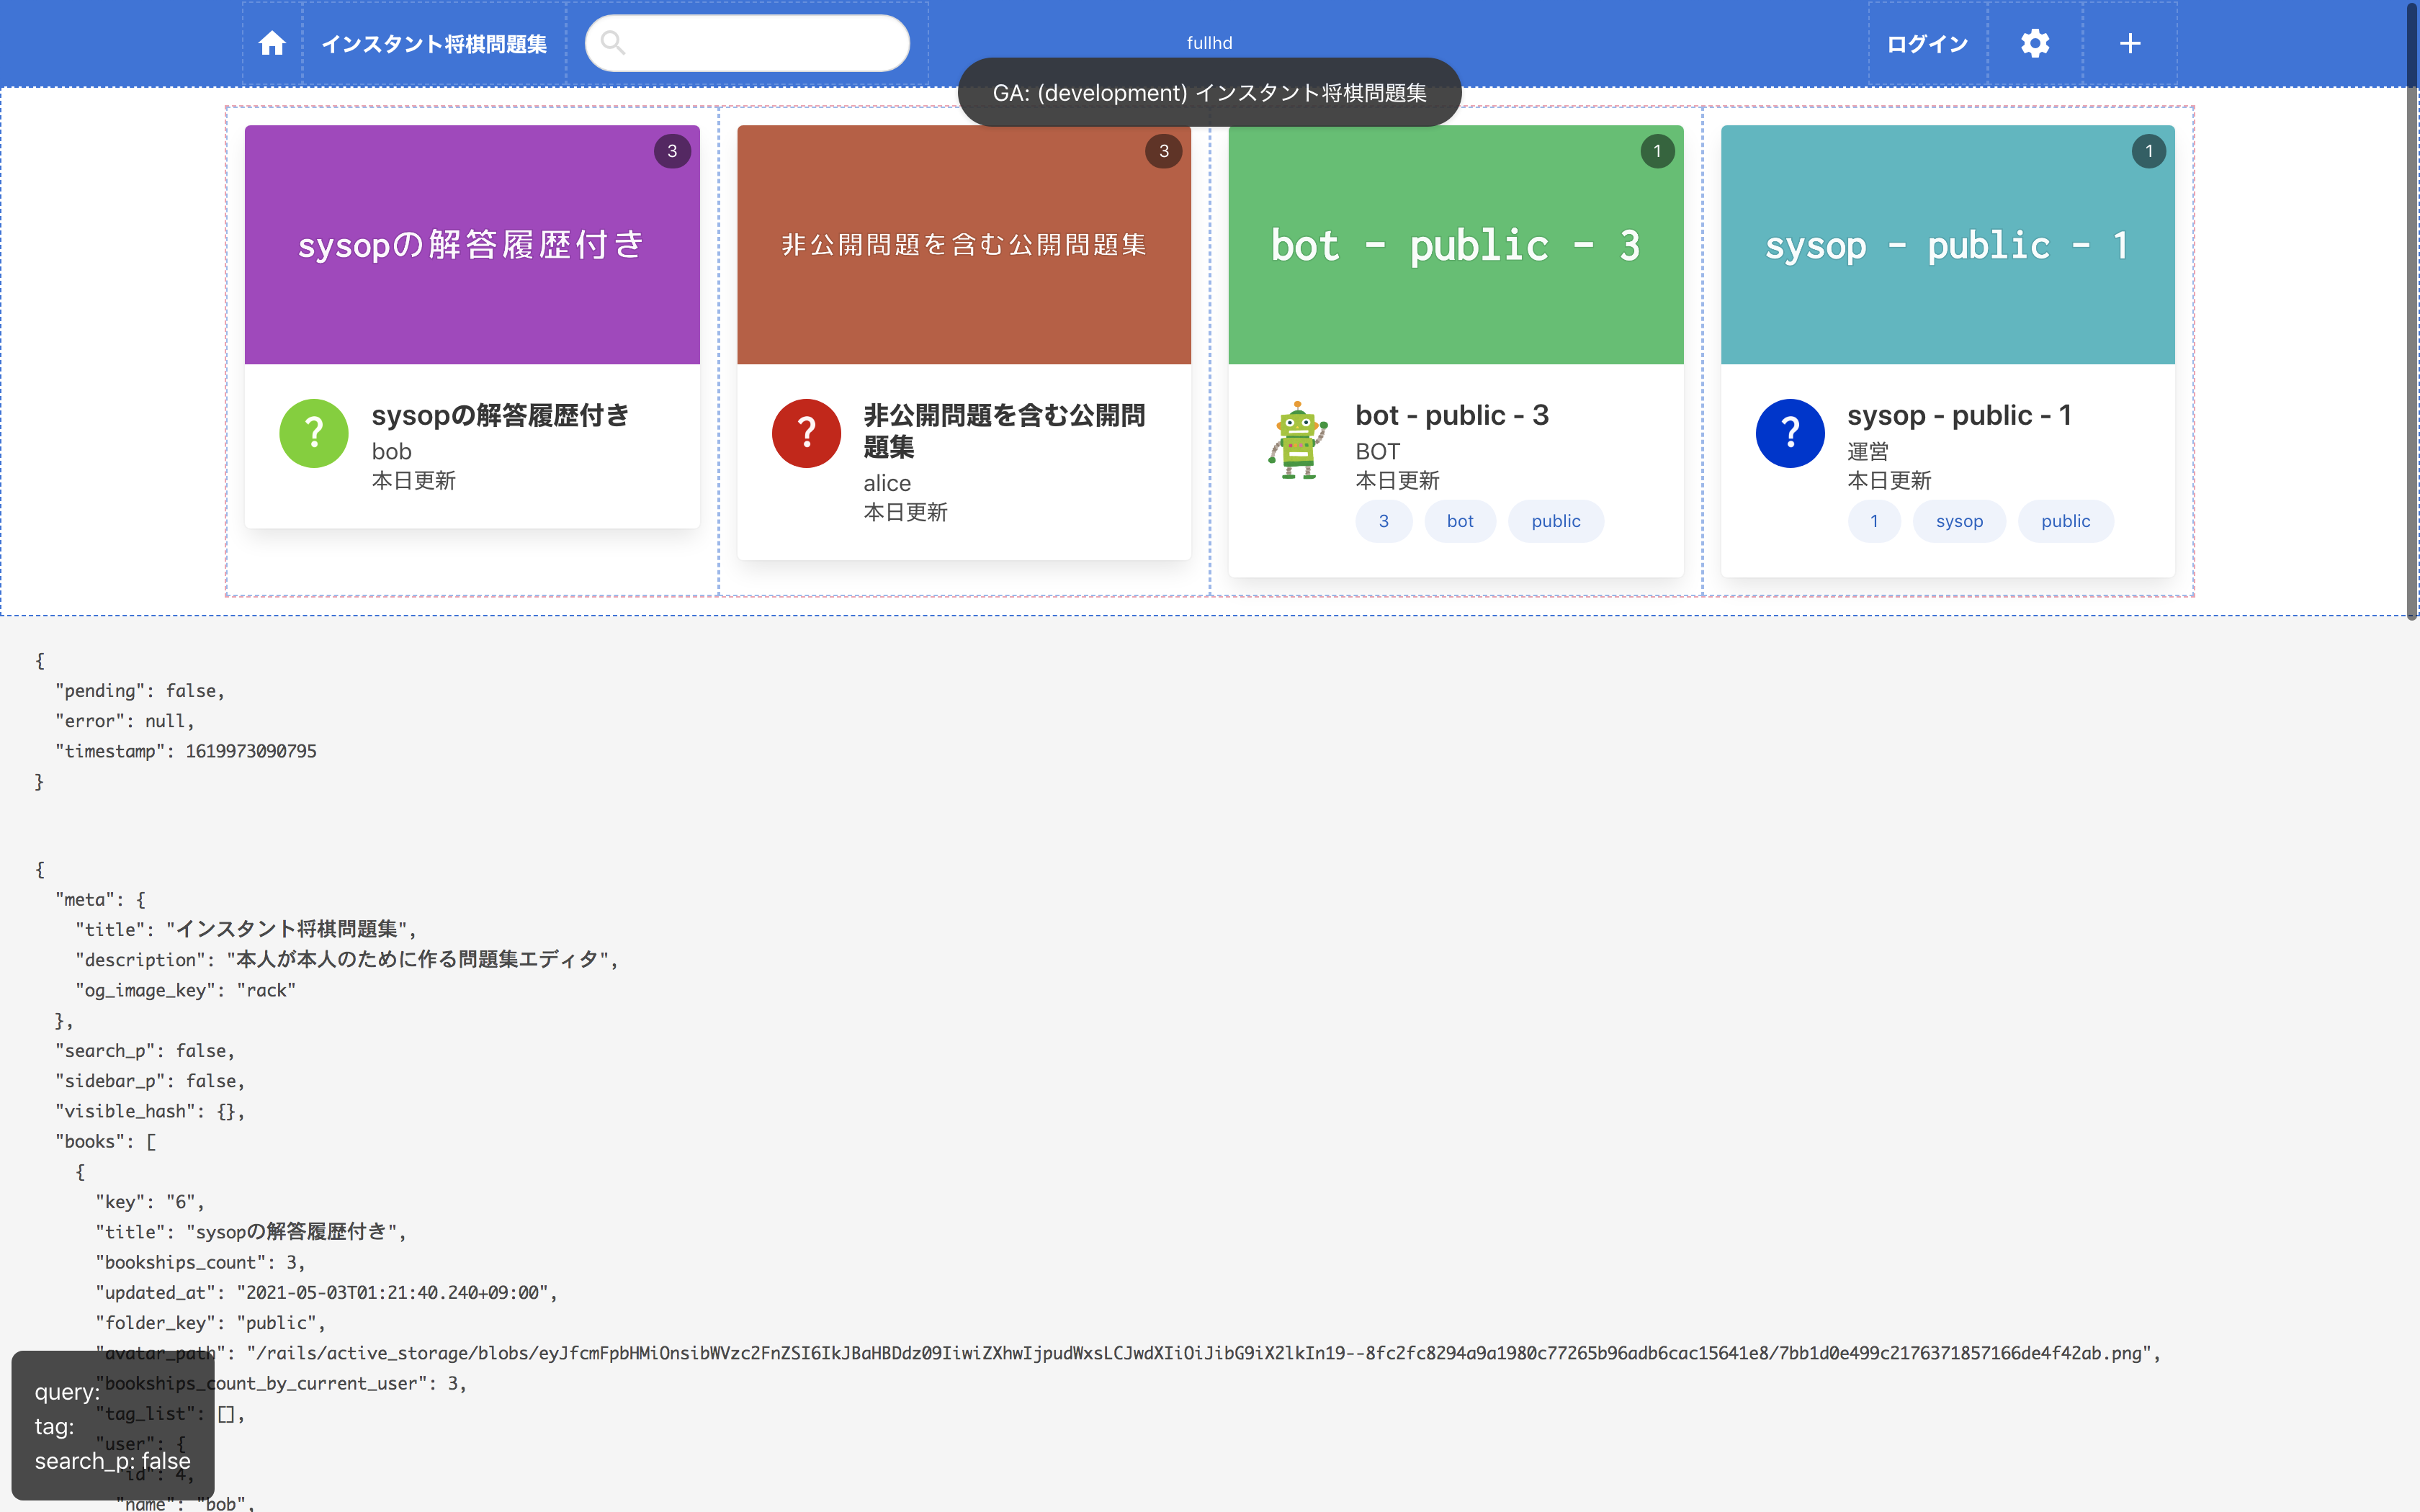 インスタント将棋問題集
fullhd
ログイン
GA: (development) インスタント将棋問題集
3
sysopの解答履歴付き
?
sysopの解答履歴付き
bob
本日更新
3
非公開問題を含む公開問題集
?
非公開問題を含む公開問
題集
alice
本日更新
1
bot - public - 3
bot - public - 3
BOT
本日更新
3 bot public
1
sysop - public - 1
?
sysop - public - 1
運営
本日更新
1 sysop public
{
"pending": false,
"error": null,
"timestamp": 1619973090795
}
{
"meta": {
"title": "インスタント将棋問題集",
"description": "本人が本人のために作る問題集エディタ",
"og_image_key": "rack"
},
"search_p": false,
"sidebar_p": false,
"visible_hash": {},
"books": [
{
"key": "6",
"title": "sysopの解答履歴付き",
"bookships_count": 3,
"updated_at": "2021-05-03T01:21:40.240+09:00",
"folder_key": "public",
"avatar_path": "/rails/active_storage/blobs/eyJfcmFpbHMiOnsibWVzc2FnZSI6IkJBaHBDdz09IiwiZXhwIjpudWxsLCJwdXIiOiJibG9iX2lkIn19--8fc2fc8294a9a1980c77265b96adb6cac15641e8/7bb1d0e499c2176371857166de4f42ab.png",
"bookships_count_by_current_user": 3,
"tag_list": [],
"user": {
"id": 4,
"name": "bob",
query:
tag:
search_p: false